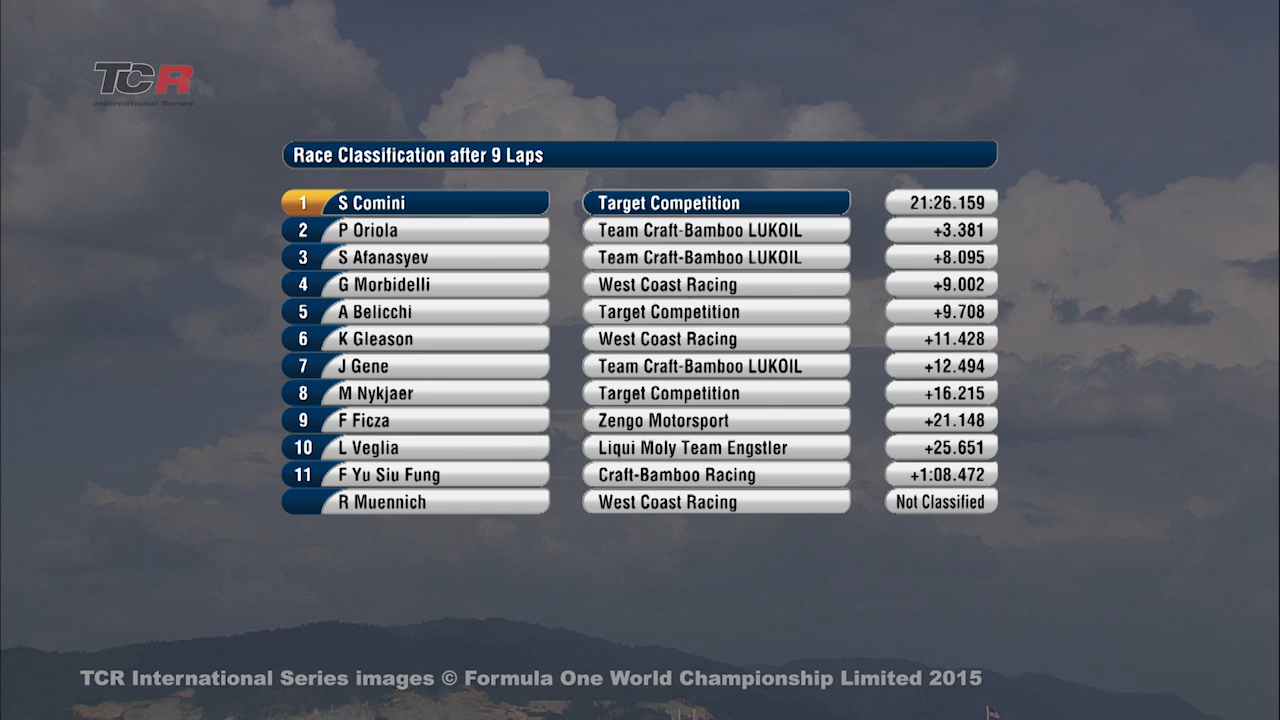 TCR
International Series
Race Classification after 9 Laps
1 S Comini Target Competition 21:26.159
2 P Oriola Team Craft-Bamboo LUKOIL +3.381
3 S Afanasyev Team Craft-Bamboo LUKOIL +8.095
4 G Morbidelli West Coast Racing +9.002
5 A Belicchi Target Competition +9.708
6 K Gleason West Coast Racing +11.428
7 J Gene Team Craft-Bamboo LUKOIL +12.494
8 M Nykjaer Target Competition +16.215
9 F Ficza Zengo Motorsport +21.148
10 L Veglia Liqui Moly Team Engstler +25.651
11 F Yu Siu Fung Craft-Bamboo Racing +1:08.472
R Muennich West Coast Racing Not Classified
TCR International Series images © Formula One World Championship Limited 2015